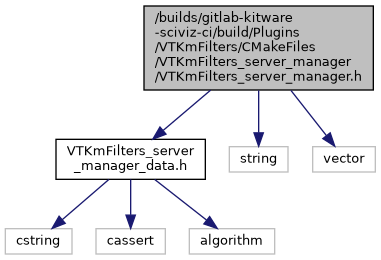 /builds/gitlab-kitware
-sciviz-ci/build/Plugins
/VTKmFilters/CMakeFiles
/VTKmFilters_server_manager
/VTKmFilters_server_manager.h
VTKmFilters_server
_manager_data.h
string
vector
cstring
cassert
algorithm